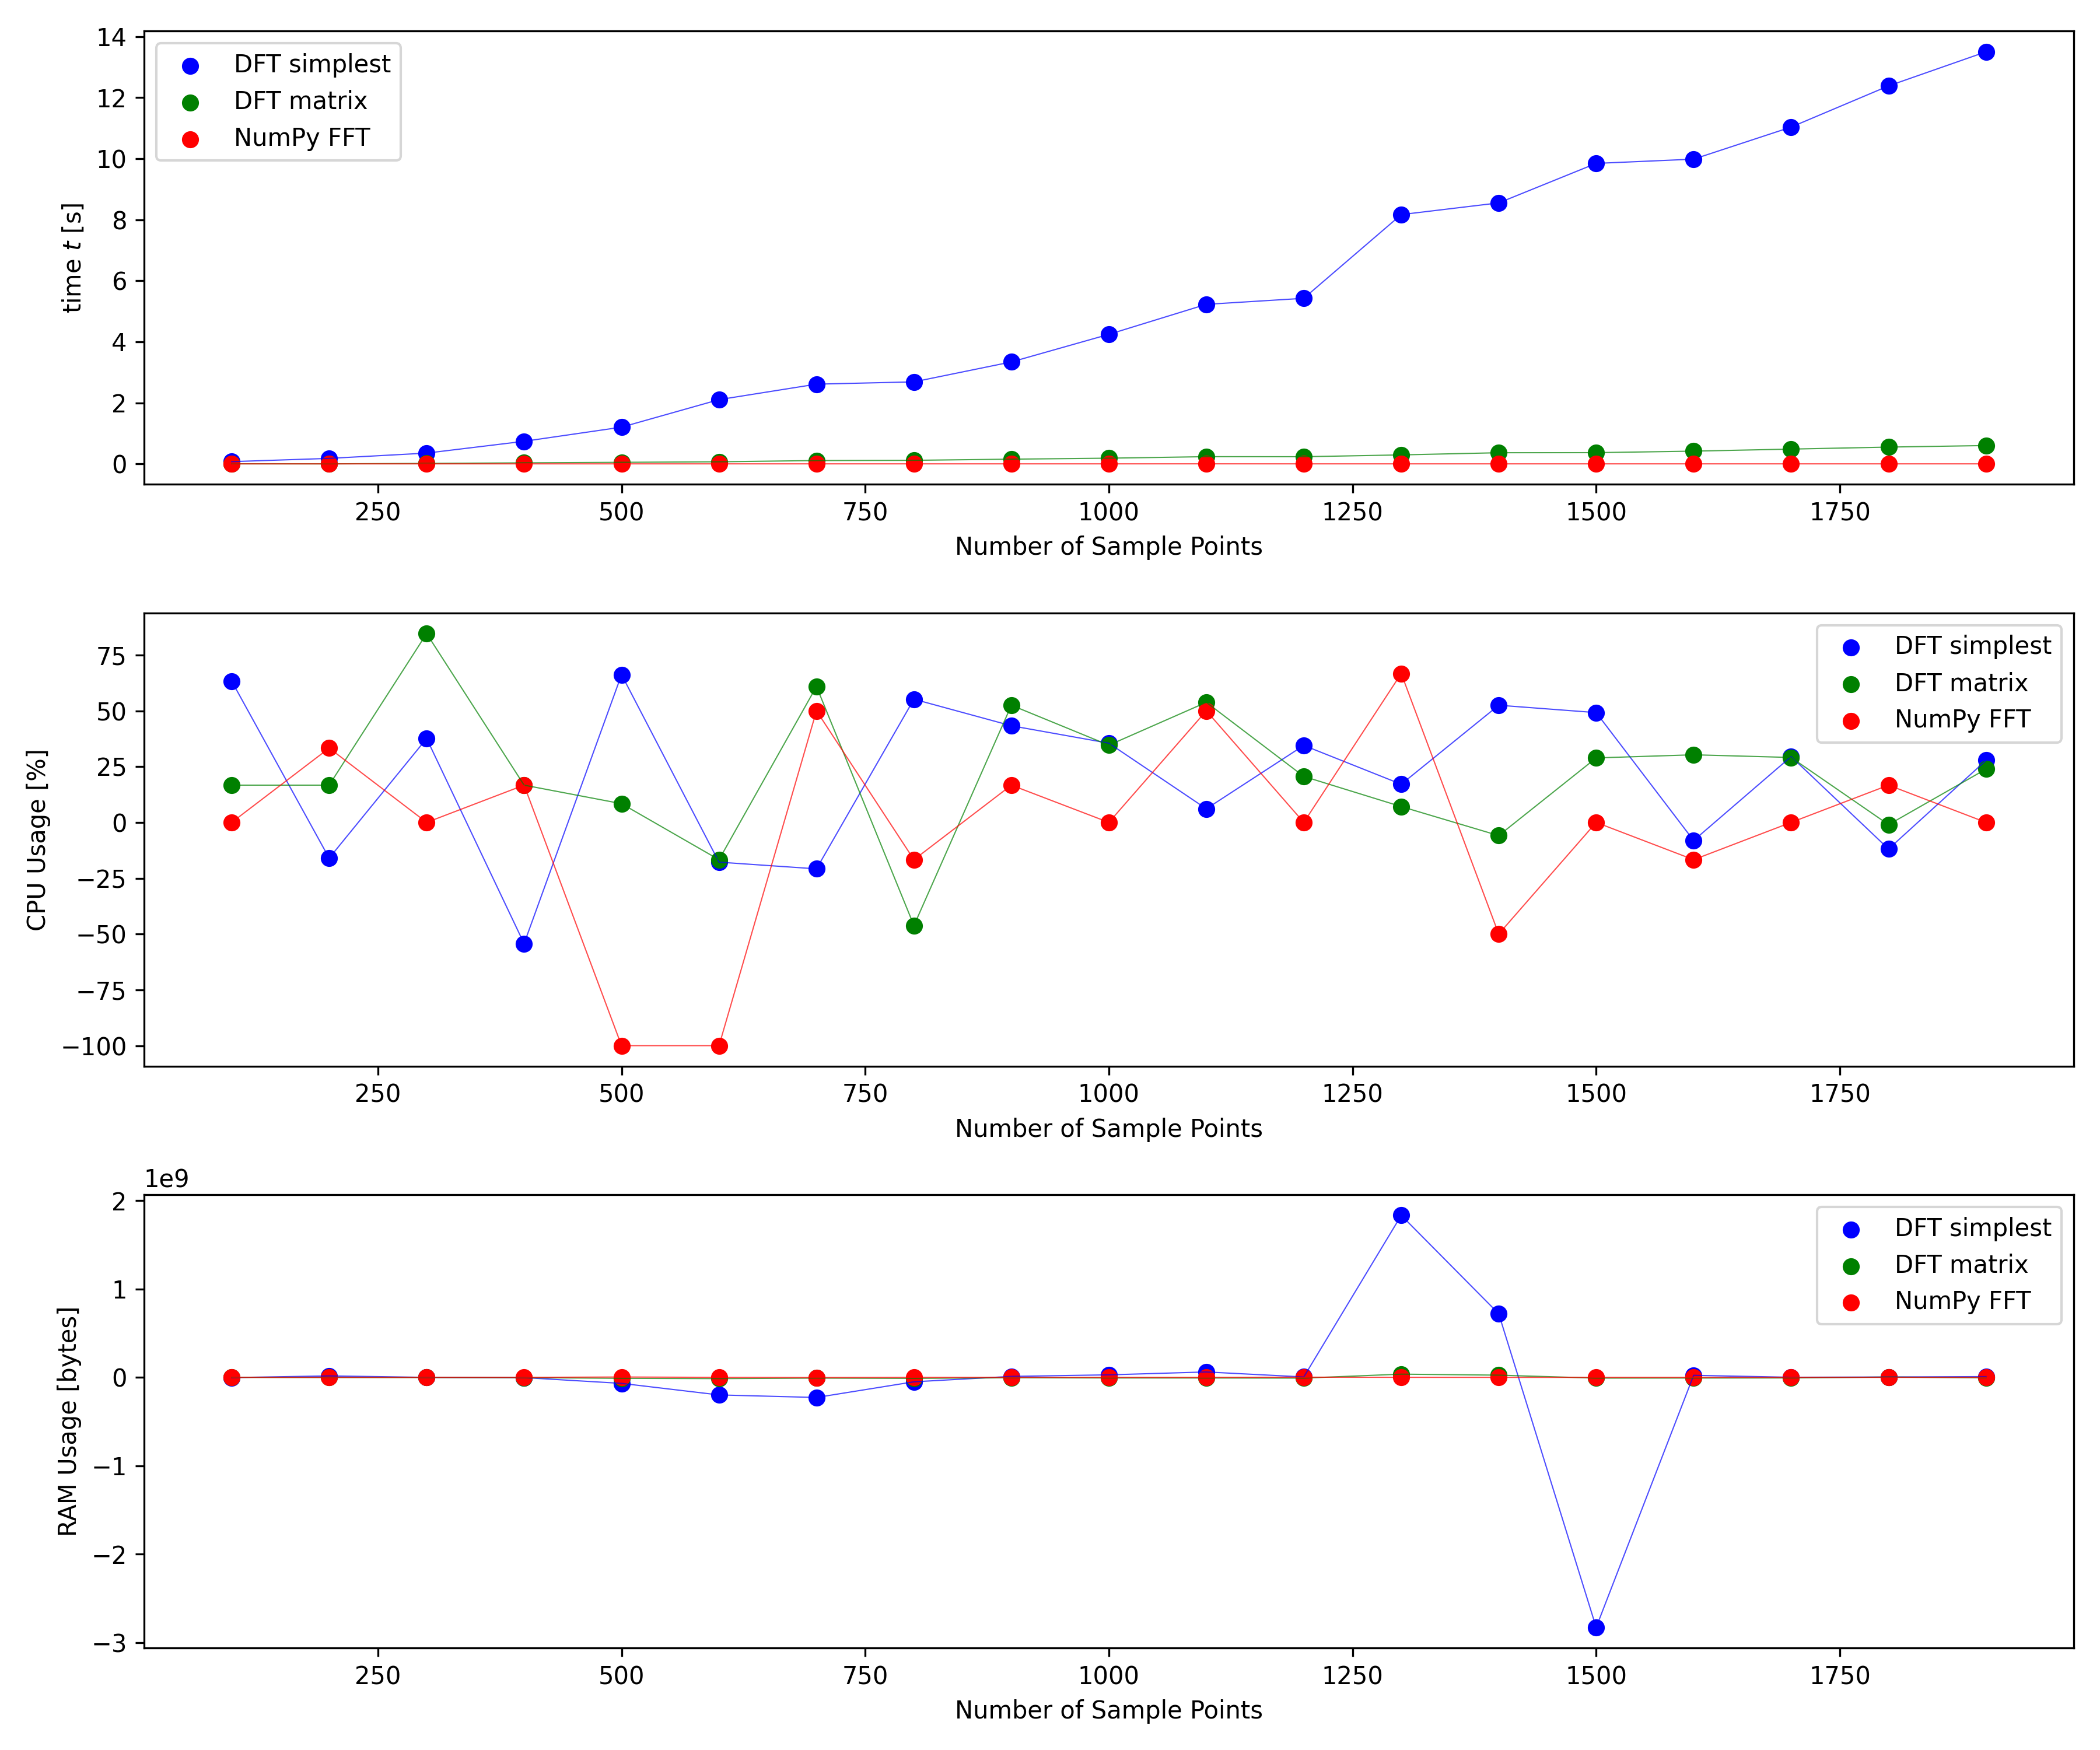 14
12
10
8
6
4
2
0
time t [s]
DFT simplest
DFT matrix
NumPy FFT
250 500 750 1000 1250 1500 1750
Number of Sample Points
75
50
25
0
−25
−50
−75
−100
CPU Usage [%]
DFT simplest
DFT matrix
NumPy FFT
250 500 750 1000 1250 1500 1750
Number of Sample Points
1e9
2
1
0
−1
−2
−3
RAM Usage [bytes]
DFT simplest
DFT matrix
NumPy FFT
250 500 750 1000 1250 1500 1750
Number of Sample Points